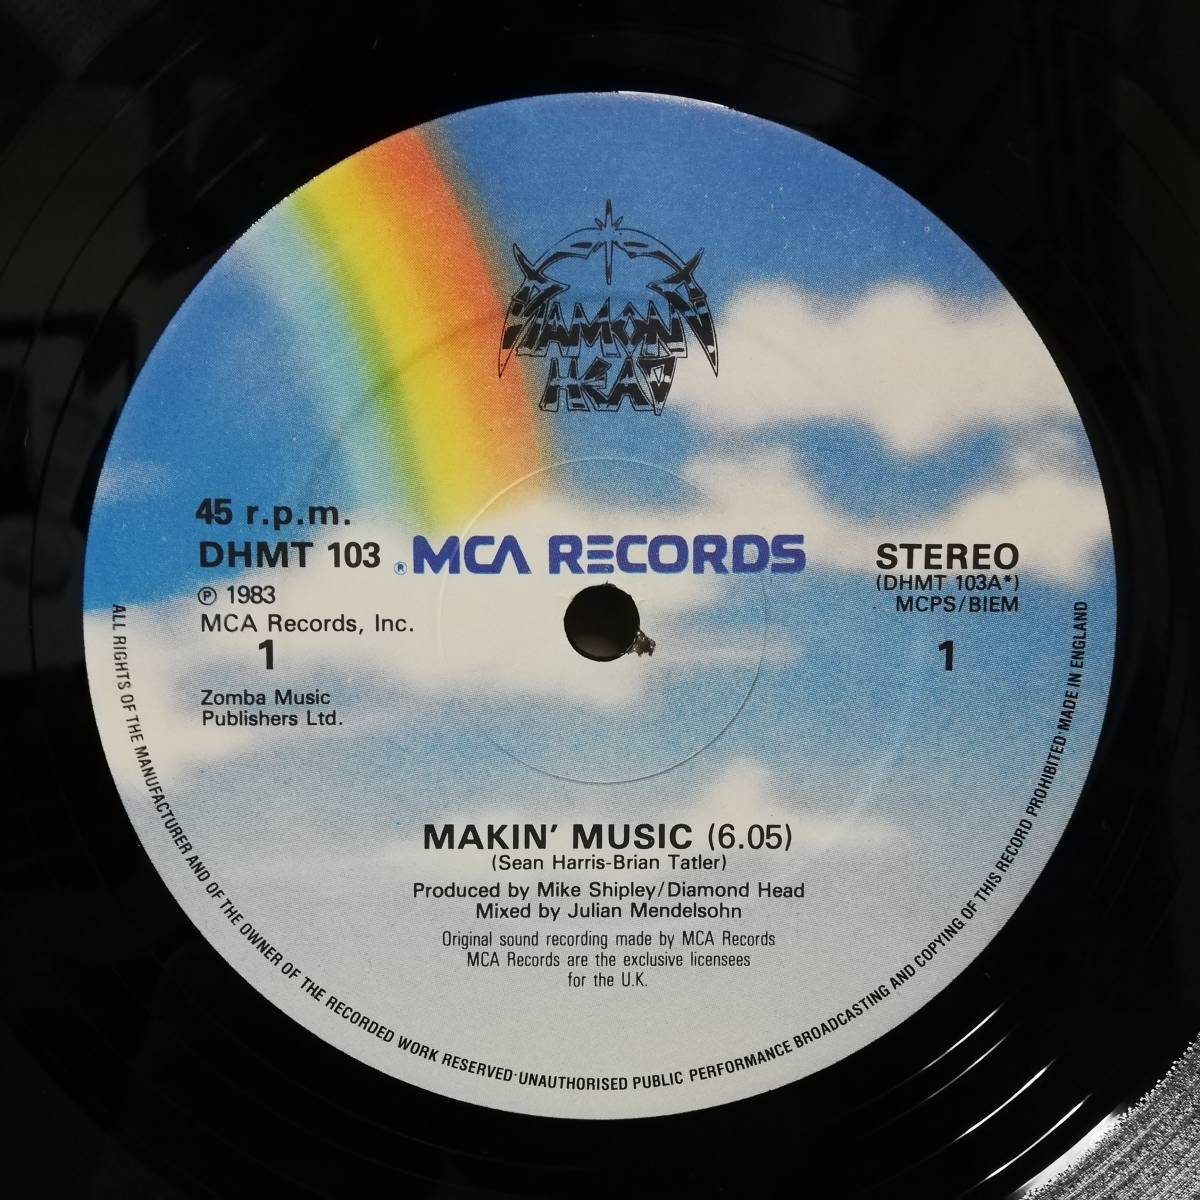 DIAMOND
HEAD
45 r.p.m.
DHMT 103
® MCA RECORDS
STEREO
(DHMT 103A*)
MCPS/BIEM
℗ 1983
MCA Records, Inc.
1
1
Zomba Music
Publishers Ltd.
MAKIN' MUSIC (6.05)
(Sean Harris-Brian Tatler)
Produced by Mike Shipley/Diamond Head
Mixed by Julian Mendelsohn
Original sound recording made by MCA Records
MCA Records are the exclusive licensees
for the U.K.
ALL RIGHTS OF THE MANUFACTURER AND OF THE OWNER OF THE RECORDED WORK RESERVED·UNAUTHORISED PUBLIC PERFORMANCE BROADCASTING AND COPYING OF THIS RECORD PROHIBITED·MADE IN ENGLAND